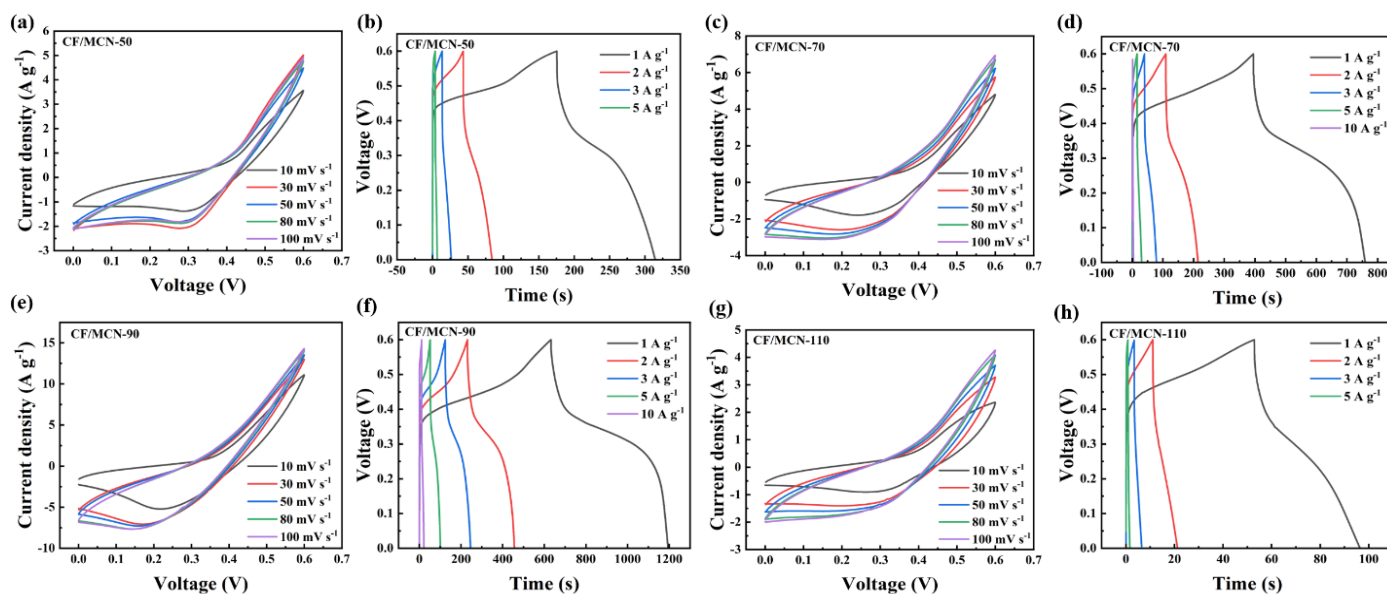 (a)
CF/MCN-50
Current density (A g-1)
5
4
3
2
1
0
-1
-2
-3
10 mV s-1
30 mV s-1
50 mV s-1
80 mV s-1
100 mV s-1
0.0 0.1 0.2 0.3 0.4 0.5 0.6 0.7
Voltage (V)
(b)
CF/MCN-50
Voltage (V)
0.6
0.5
0.4
0.3
0.2
0.1
0.0
1 A g-1
2 A g-1
3 A g-1
5 A g-1
-50 0 50 100 150 200 250 300 350
Time (s)
(c)
CF/MCN-70
Current density (A g-1)
8
6
4
2
0
-2
-4
10 mV s-1
30 mV s-1
50 mV s-1
80 mV s-1
100 mV s-1
0.0 0.1 0.2 0.3 0.4 0.5 0.6 0.7
Voltage (V)
(d)
CF/MCN-70
Voltage (V)
0.6
0.5
0.4
0.3
0.2
0.1
0.0
1 A g-1
2 A g-1
3 A g-1
5 A g-1
10 A g-1
-100 0 100 200 300 400 500 600 700 800
Time (s)
(e)
CF/MCN-90
Current density (A g-1)
15
10
5
0
-5
-10
10 mV s-1
30 mV s-1
50 mV s-1
80 mV s-1
100 mV s-1
0.0 0.1 0.2 0.3 0.4 0.5 0.6 0.7
Voltage (V)
(f)
CF/MCN-90
Voltage (V)
0.6
0.5
0.4
0.3
0.2
0.1
0.0
1 A g-1
2 A g-1
3 A g-1
5 A g-1
10 A g-1
0 200 400 600 800 1000 1200
Time (s)
(g)
CF/MCN-110
Current density (A g-1)
5
4
3
2
1
0
-1
-2
-3
10 mV s-1
30 mV s-1
50 mV s-1
80 mV s-1
100 mV s-1
0.0 0.1 0.2 0.3 0.4 0.5 0.6 0.7
Voltage (V)
(h)
CF/MCN-110
Voltage (V)
0.6
0.5
0.4
0.3
0.2
0.1
0.0
1 A g-1
2 A g-1
3 A g-1
5 A g-1
0 20 40 60 80 100
Time (s)